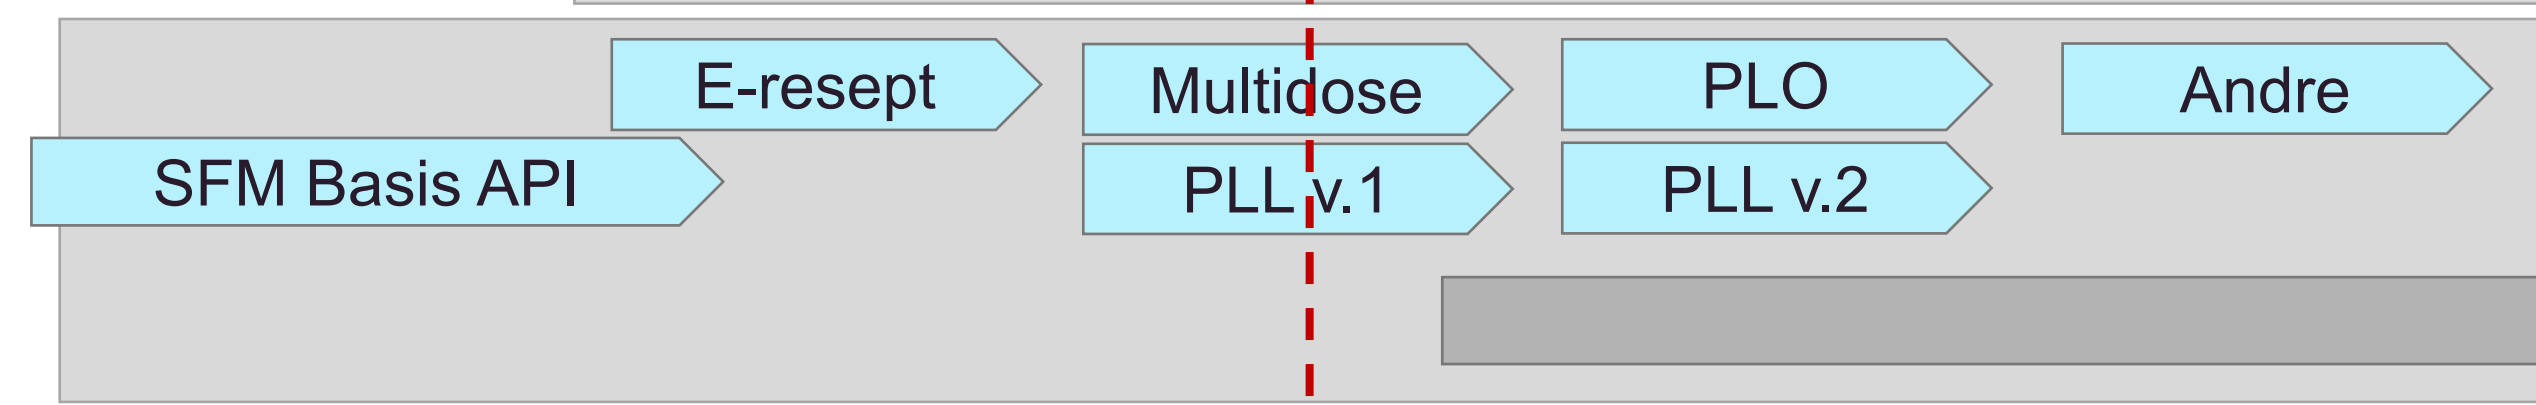 E-resept
Multidose
PLO
Andre
SFM Basis API
PLL v.1
PLL v.2